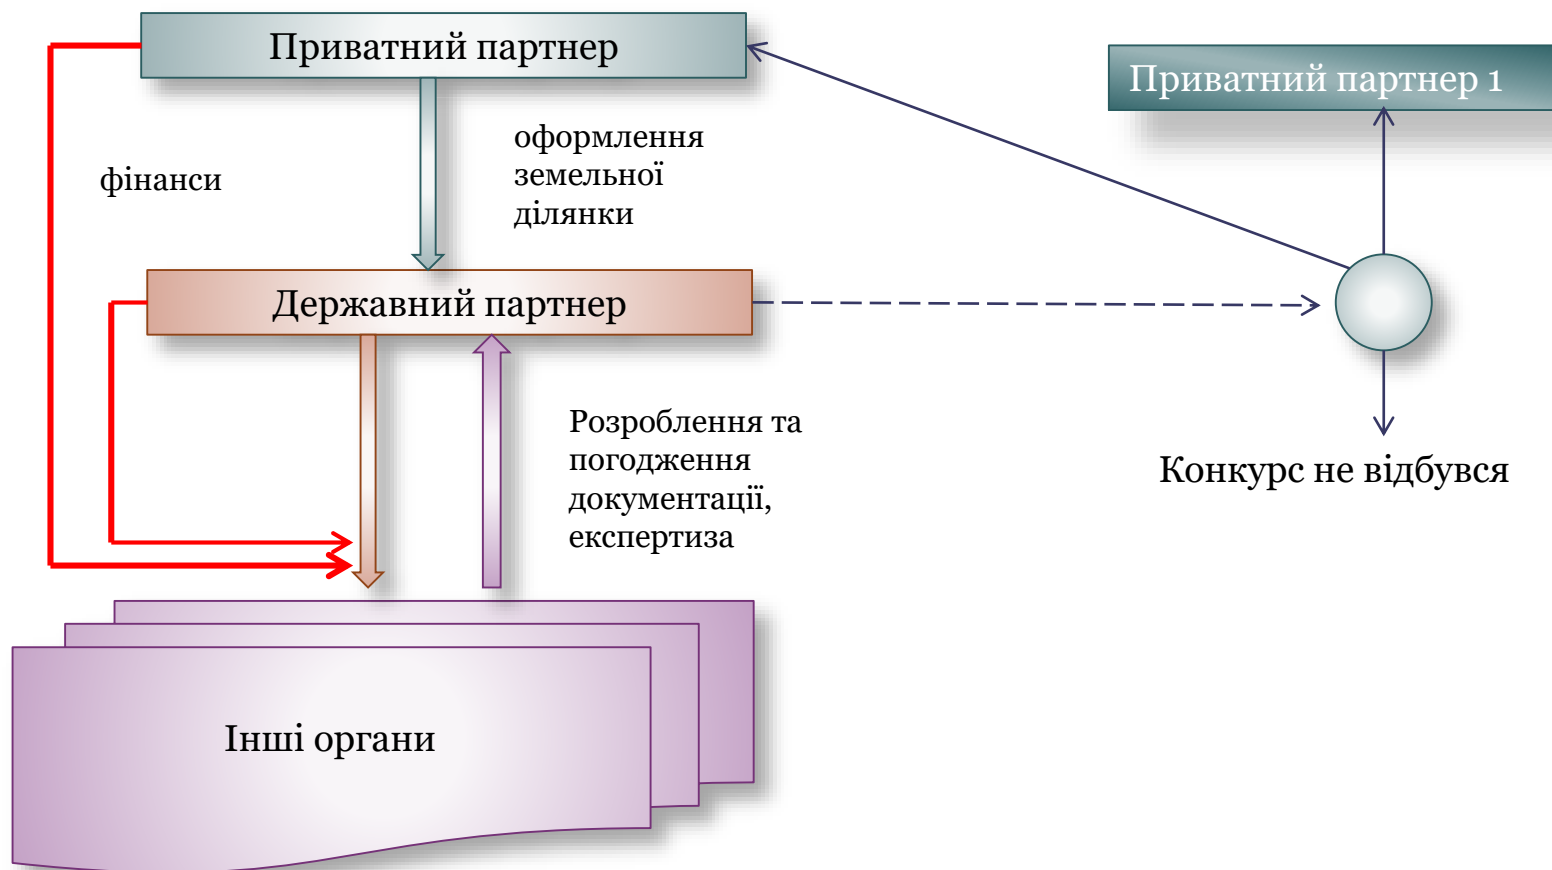 Приватний партнер
Приватний партнер 1
фінанси
оформлення
земельної
ділянки
Державний партнер
Розроблення та
погодження
документації,
експертиза
Конкурс не відбувся
Інші органи